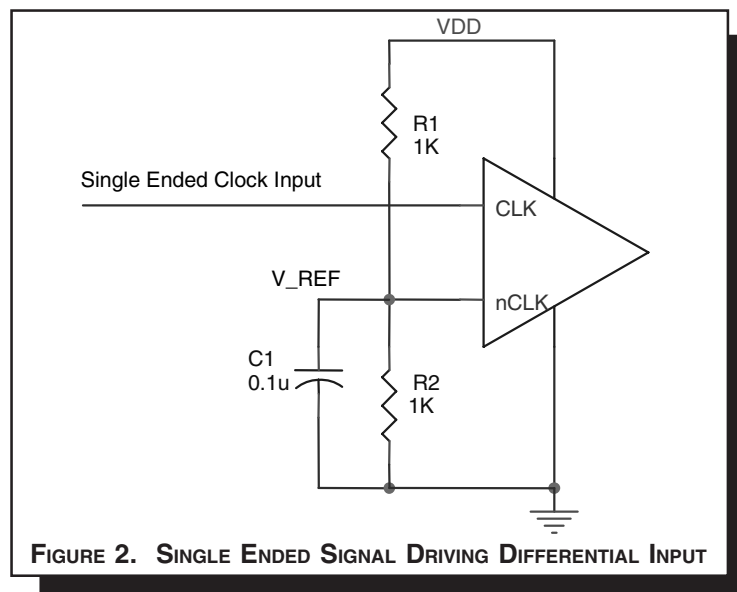 VDD
R1
1K
Single Ended Clock Input
CLK
V_REF
nCLK
C1
0.1u
R2
1K
FIGURE 2. SINGLE ENDED SIGNAL DRIVING DIFFERENTIAL INPUT